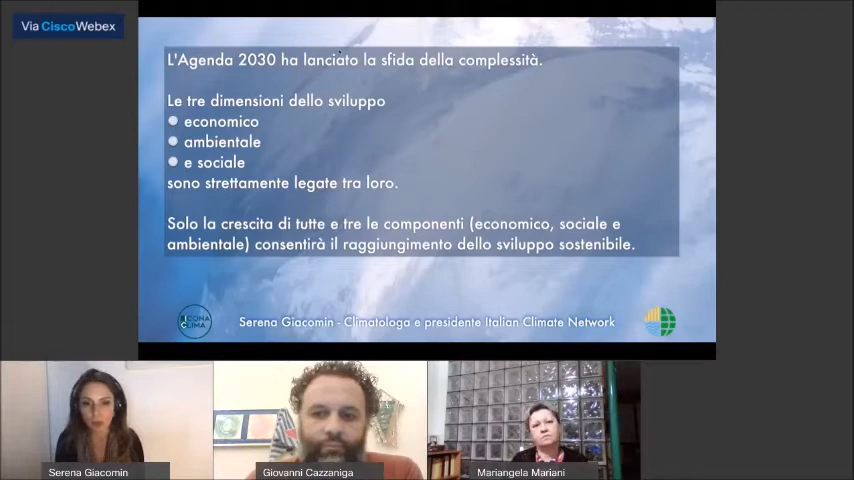 Via CiscoWebex
L'Agenda 2030 ha lanciato la sfida della complessità.
Le tre dimensioni dello sviluppo
economico
ambientale
e sociale
sono strettamente legate tra loro.
Solo la crescita di tutte e tre le componenti (economico, sociale e
ambientale) consentirà il raggiungimento dello sviluppo sostenibile.
CLIMA
Serena Giacomin - Climatologa e presidente Italian Climate Network
Serena Giacomin
Giovanni Cazzaniga
Mariangela Mariani